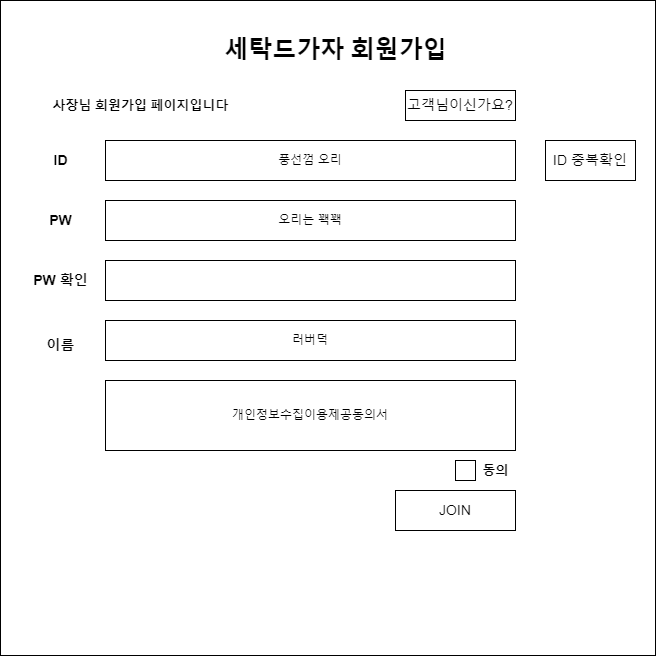 세탁드가자 회원가입
사장님 회원가입 페이지입니다
고객님이신가요?
ID
풍선껌 오리
ID 중복확인
PW
오리는 꽥꽥
PW 확인
이름
러버덕
개인정보수집이용제공동의서
동의
JOIN